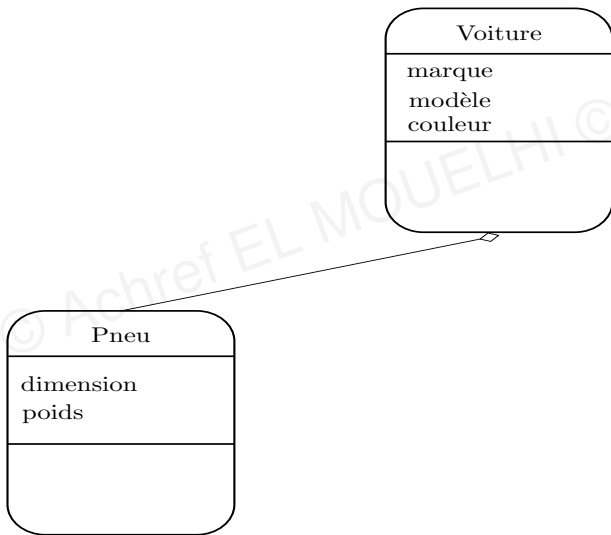 Voiture
marque
modèle
couleur
© Achref EL MOUELHI ©
Pneu
dimension
poids